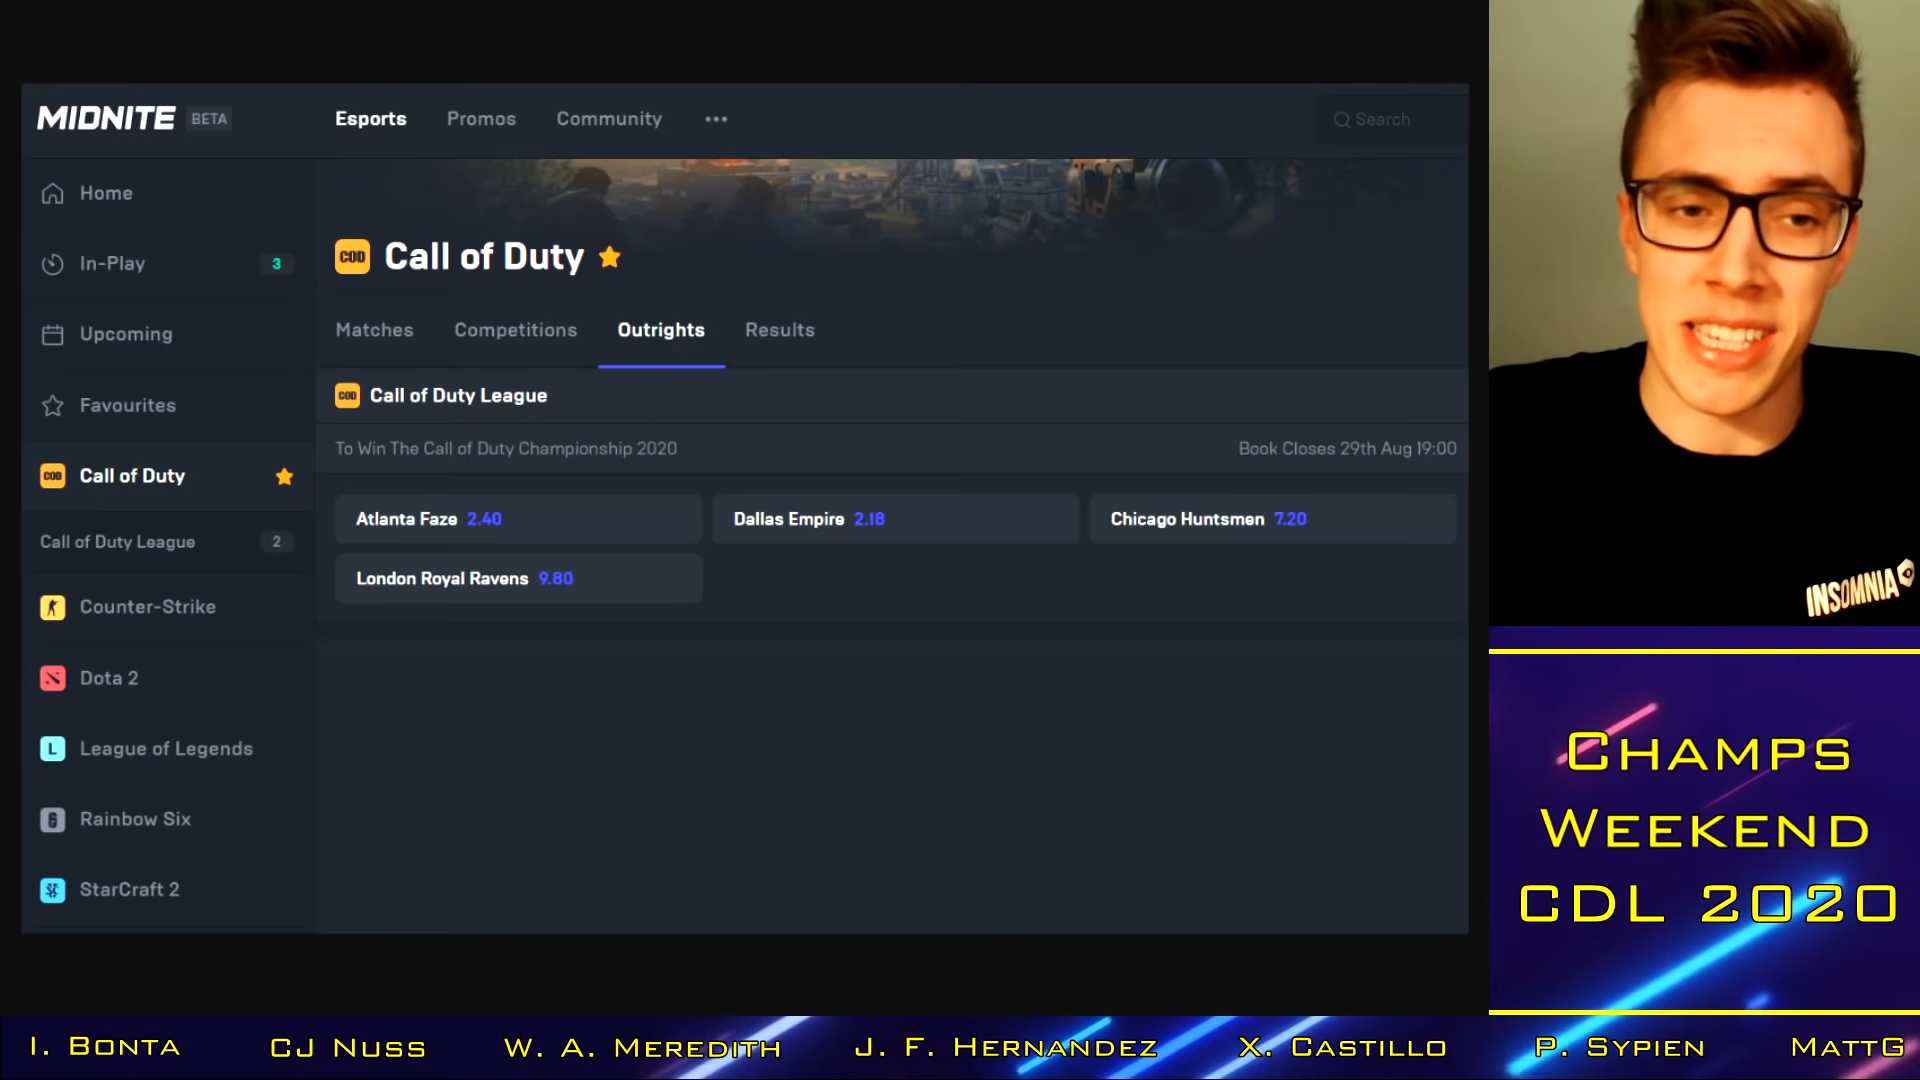 MIDNITE BETA
Esports Promos Community ••• Search
Home
In-Play 3
Upcoming
Favourites
COD Call of Duty
Call of Duty League 2
Counter-Strike
Dota 2
L League of Legends
6 Rainbow Six
StarCraft 2
COD Call of Duty
Matches Competitions Outrights Results
COD Call of Duty League
To Win The Call of Duty Championship 2020 Book Closes 29th Aug 19:00
Atlanta Faze 2.40 Dallas Empire 2.18 Chicago Huntsmen 7.20
London Royal Ravens 9.80
INSOMNIA
CHAMPS
WEEKEND
CDL 2020
I. BONTA CJ NUSS W. A. MEREDITH J. F. HERNANDEZ X. CASTILLO P. SYPIEN MATTG